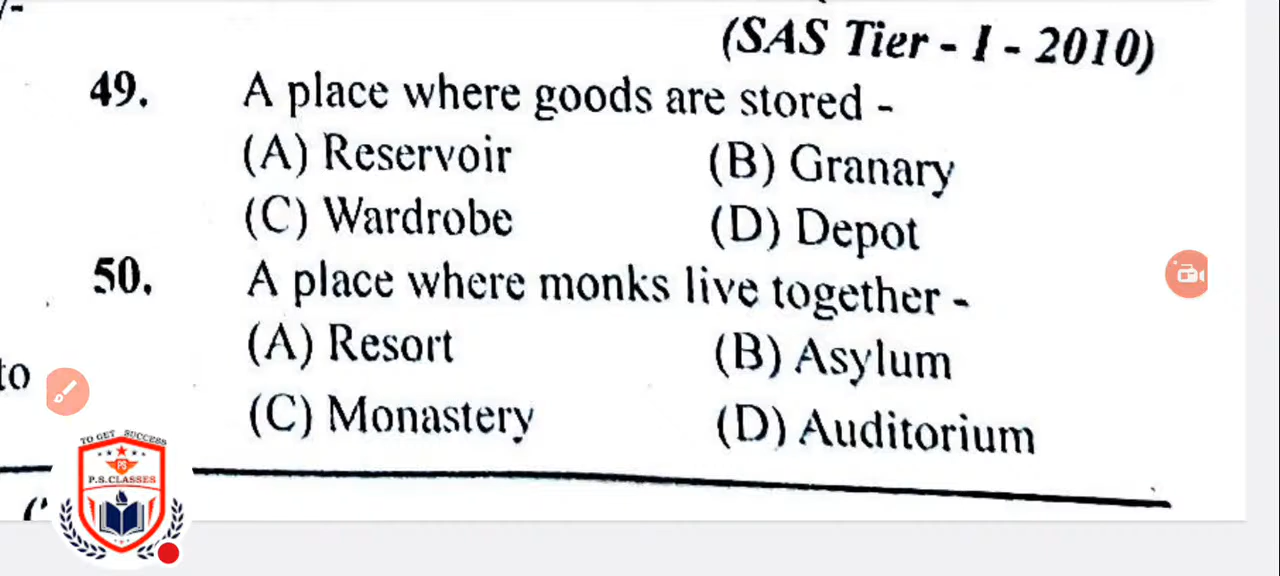 (SAS Tier - I - 2010)
49. A place where goods are stored -
(A) Reservoir (B) Granary
(C) Wardrobe (D) Depot
50. A place where monks live together -
(A) Resort (B) Asylum
to
(C) Monastery (D) Auditorium
TO GET SUCCESS
PS
P.S.CLASSES